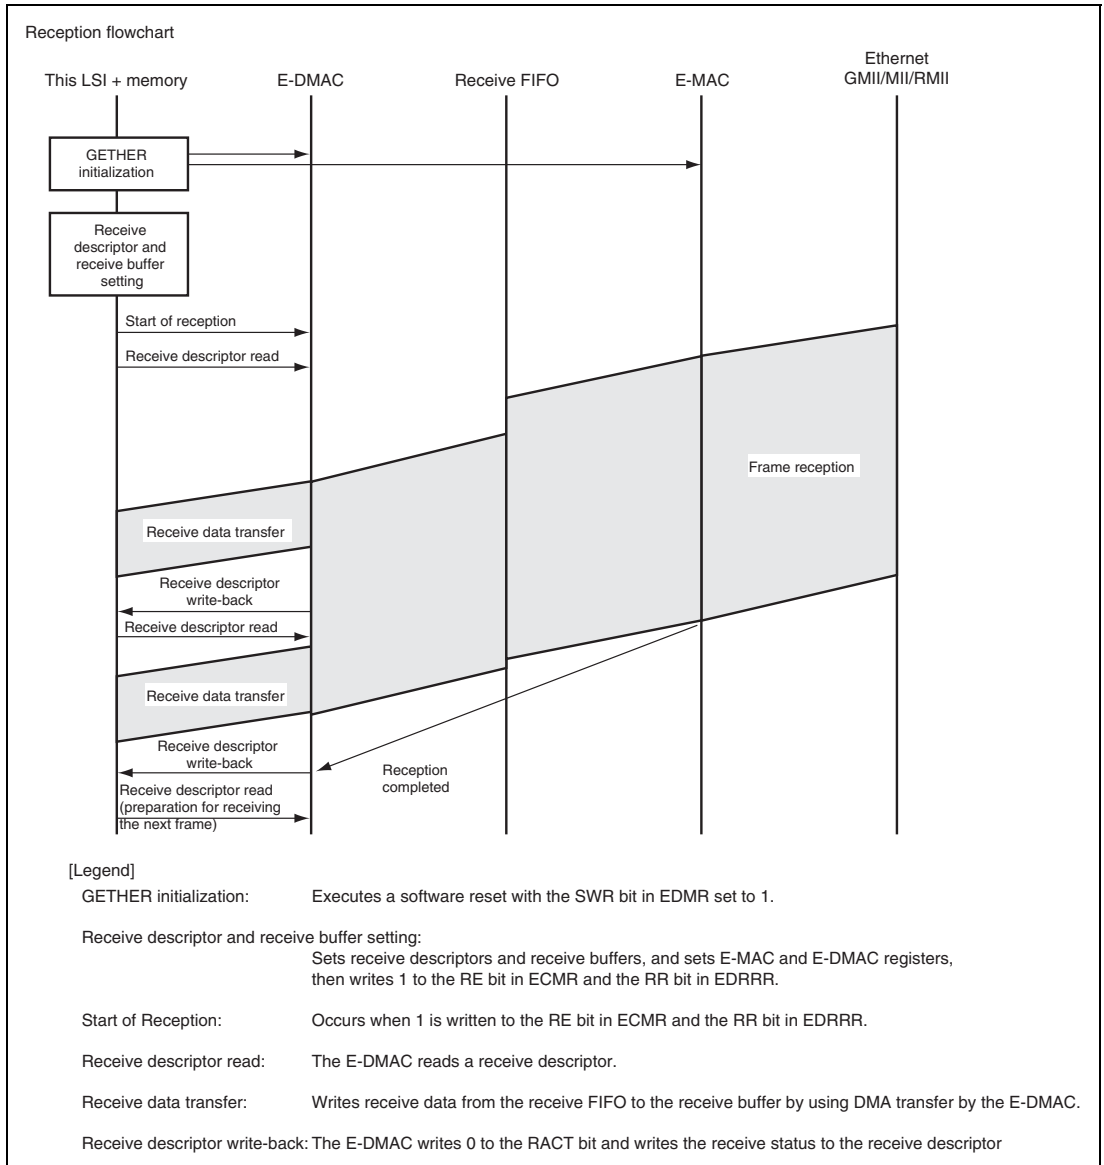 Reception flowchart
This LSI + memory
E-DMAC
Receive FIFO
E-MAC
Ethernet
GMII/MII/RMII
GETHER
initialization
Receive
descriptor and
receive buffer
setting
Start of reception
Receive descriptor read
Frame reception
Receive data transfer
Receive descriptor
write-back
Receive descriptor read
Receive data transfer
Receive descriptor
write-back
Reception
completed
Receive descriptor read
(preparation for receiving
the next frame)
[Legend]
GETHER initialization: Executes a software reset with the SWR bit in EDMR set to 1.
Receive descriptor and receive buffer setting:
Sets receive descriptors and receive buffers, and sets E-MAC and E-DMAC registers,
then writes 1 to the RE bit in ECMR and the RR bit in EDRRR.
Start of Reception: Occurs when 1 is written to the RE bit in ECMR and the RR bit in EDRRR.
Receive descriptor read: The E-DMAC reads a receive descriptor.
Receive data transfer: Writes receive data from the receive FIFO to the receive buffer by using DMA transfer by the E-DMAC.
Receive descriptor write-back: The E-DMAC writes 0 to the RACT bit and writes the receive status to the receive descriptor